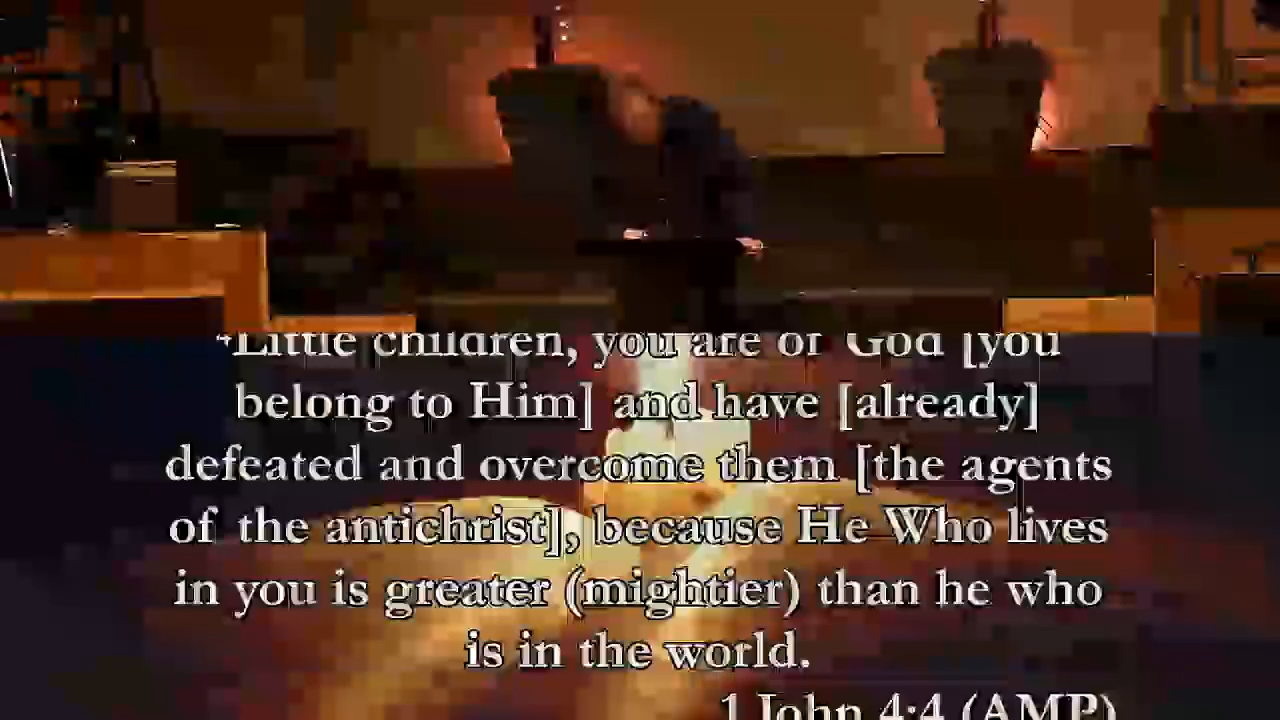 4Little children, you are of God [you
belong to Him] and have [already]
defeated and overcome them [the agents
of the antichrist], because He Who lives
in you is greater (mightier) than he who
is in the world.
1 John 4:4 (AMP)